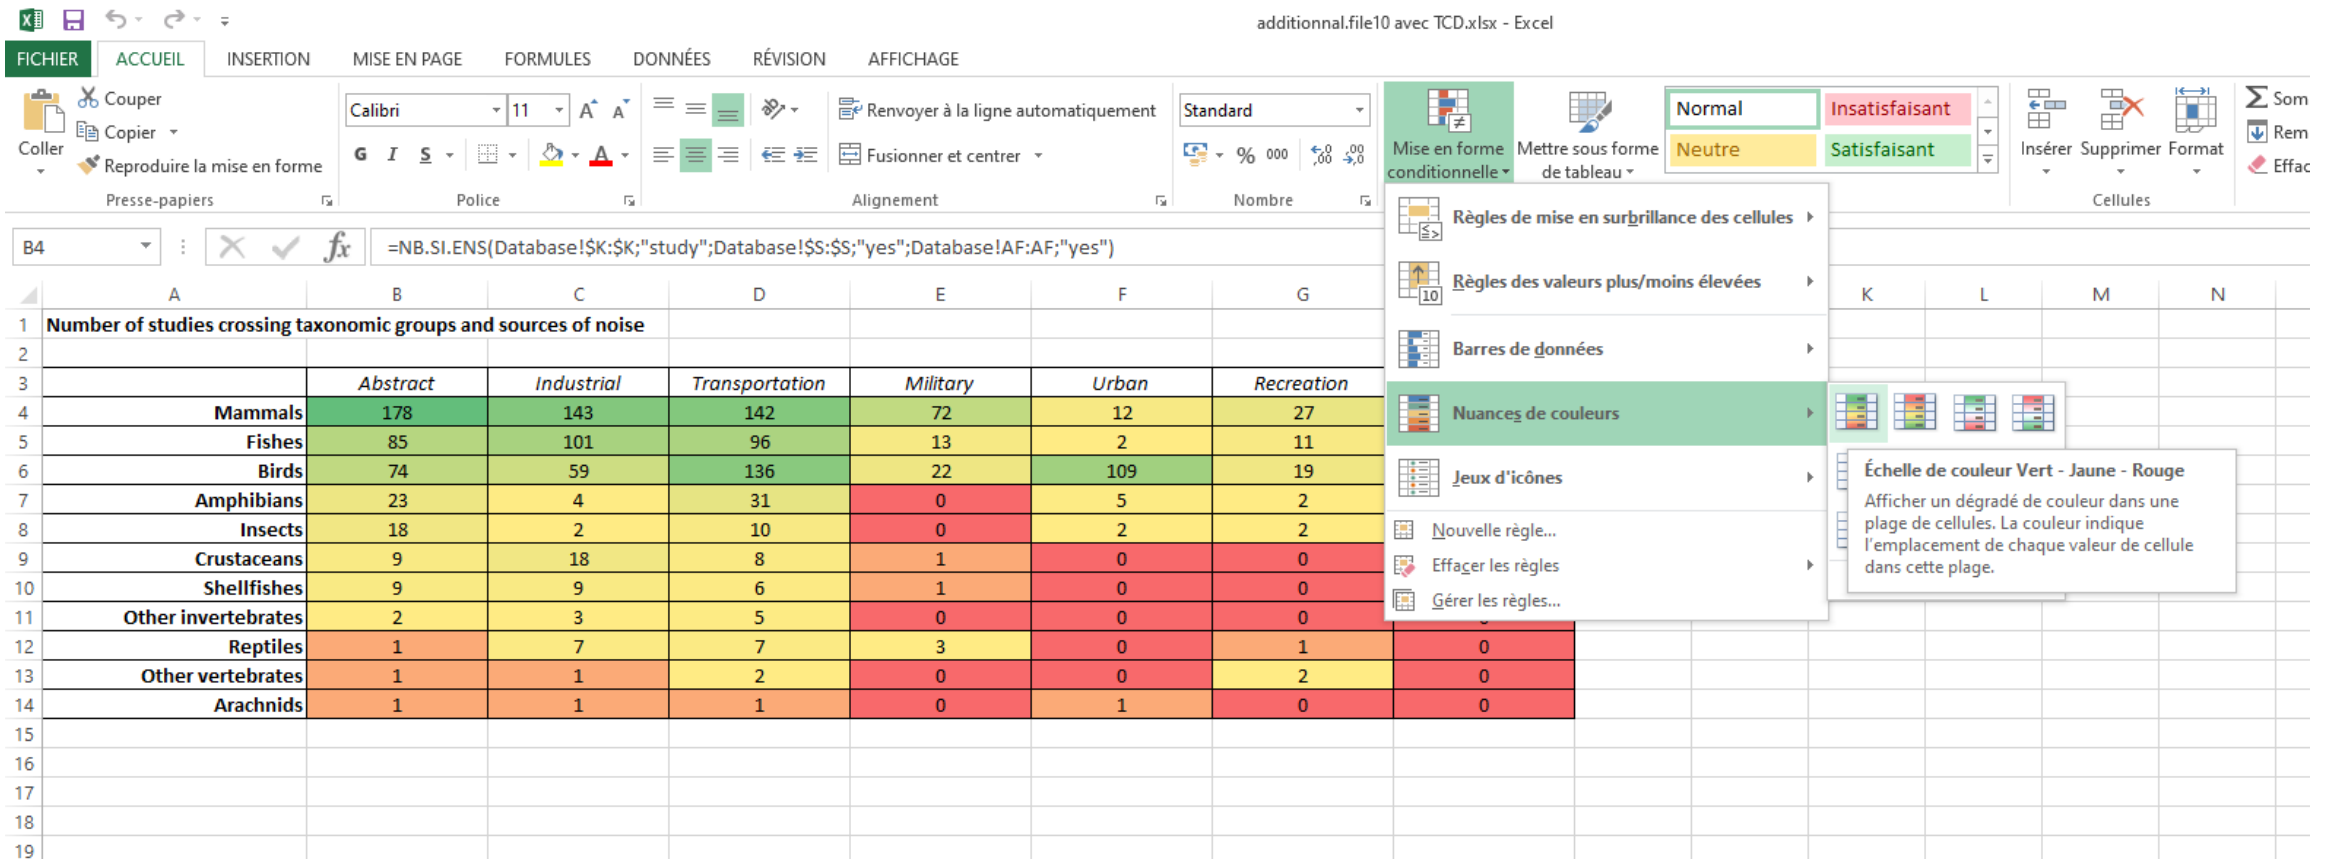 additionnal.file10 avec TCD.xlsx - Excel
FICHIER ACCUEIL INSERTION MISE EN PAGE FORMULES DONNÉES RÉVISION AFFICHAGE
Coller
Couper
Copier
Reproduire la mise en forme
Presse-papiers
Calibri 11
G I S
Police
Renvoyer à la ligne automatiquement
Fusionner et centrer
Alignement
Standard
% 000
Nombre
Mise en forme conditionnelle
Mettre sous forme de tableau
Normal Insatisfaisant
Neutre Satisfaisant
Insérer Supprimer Format
Cellules
Som
Rem
Effac
B4 fx =NB.SI.ENS(Database!$K:$K;"study";Database!$S:$S;"yes";Database!AF:AF;"yes")
Règles de mise en surbrillance des cellules
Règles des valeurs plus/moins élevées
Barres de données
Nuances de couleurs
Jeux d'icônes
Nouvelle règle...
Effacer les règles
Gérer les règles...
Échelle de couleur Vert - Jaune - Rouge
Afficher un dégradé de couleur dans une
plage de cellules. La couleur indique
l'emplacement de chaque valeur de cellule
dans cette plage.
A B C D E F G K L M N
1 Number of studies crossing taxonomic groups and sources of noise
2
3 Abstract Industrial Transportation Military Urban Recreation
4 Mammals 178 143 142 72 12 27
5 Fishes 85 101 96 13 2 11
6 Birds 74 59 136 22 109 19
7 Amphibians 23 4 31 0 5 2
8 Insects 18 2 10 0 2 2
9 Crustaceans 9 18 8 1 0 0
10 Shellfishes 9 9 6 1 0 0
11 Other invertebrates 2 3 5 0 0 0
12 Reptiles 1 7 7 3 0 1 0
13 Other vertebrates 1 1 2 0 0 2 0
14 Arachnids 1 1 1 0 1 0 0
15
16
17
18
19